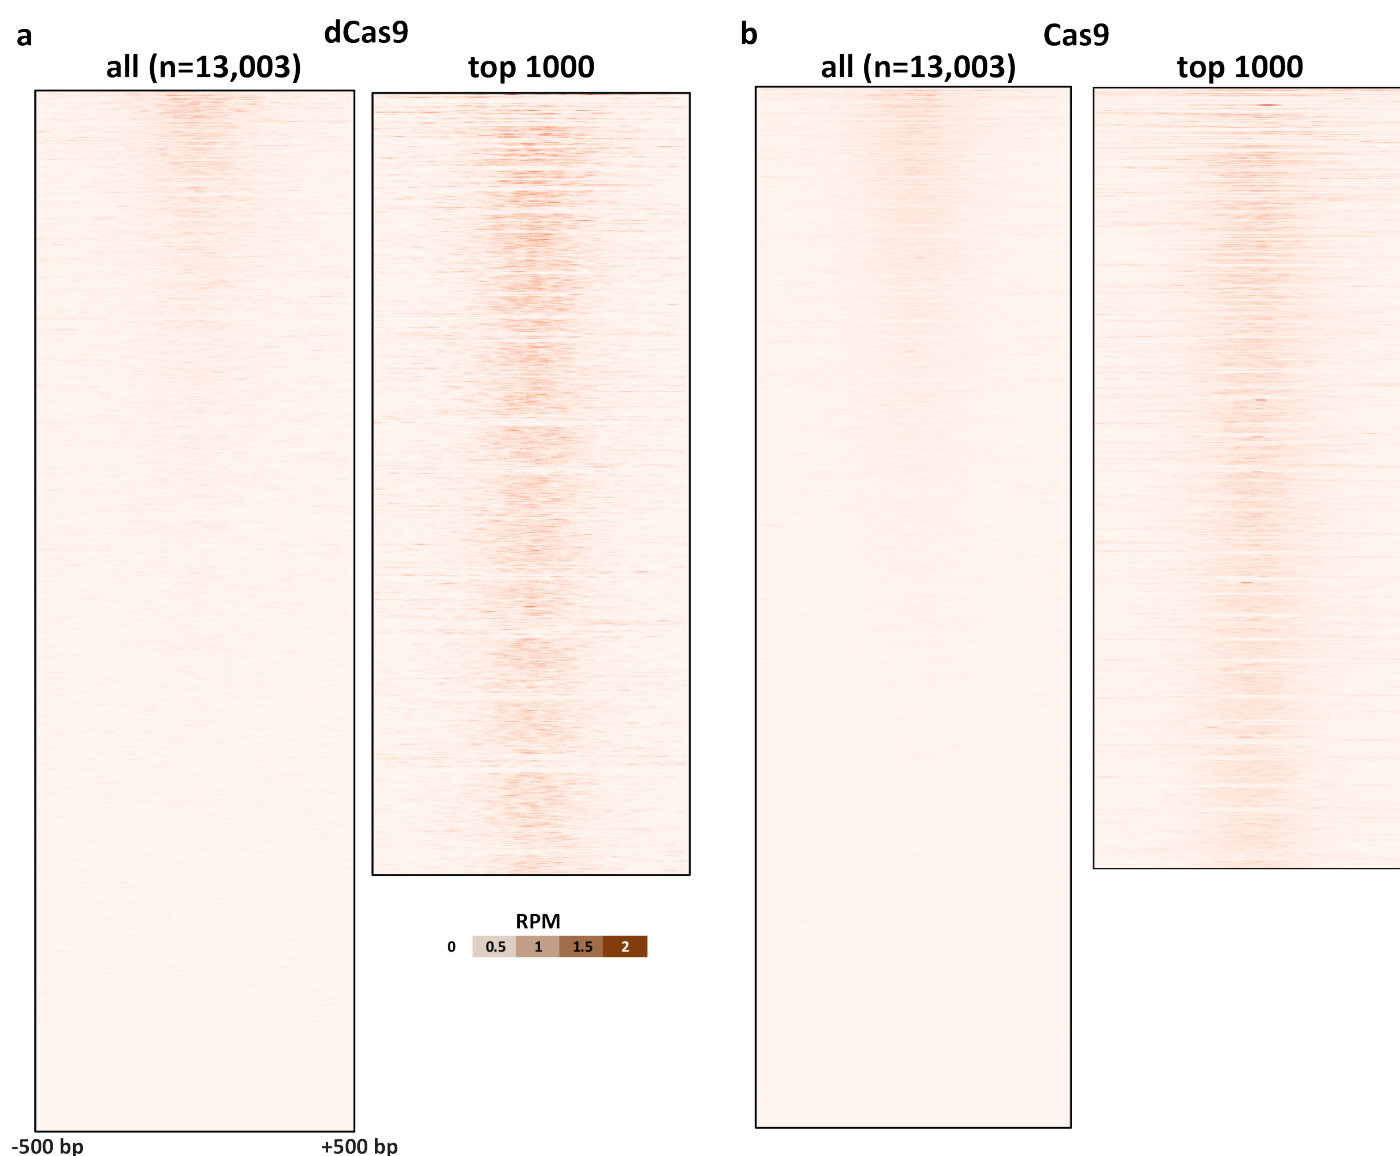 a
dCas9
all (n=13,003)
top 1000
b
Cas9
all (n=13,003)
top 1000
RPM
0 0.5 1 1.5 2
-500 bp
+500 bp